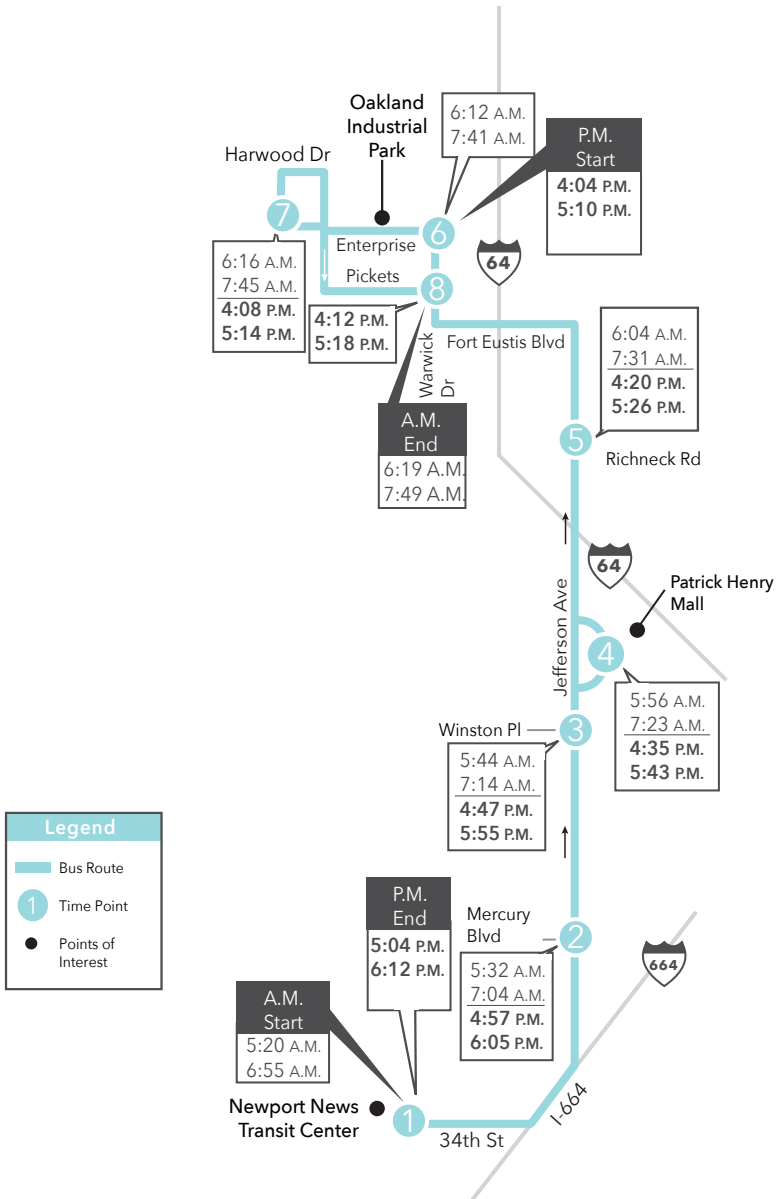 Oakland
Industrial
Park
6:12 A.M.
7:41 A.M.
P.M.
Start
4:04 P.M.
5:10 P.M.
Harwood Dr
7
6
Enterprise
64
6:16 A.M.
7:45 A.M.
4:08 P.M.
5:14 P.M.
Pickets
8
4:12 P.M.
5:18 P.M.
Fort Eustis Blvd
Warwick
Dr
6:04 A.M.
7:31 A.M.
4:20 P.M.
5:26 P.M.
A.M.
End
6:19 A.M.
7:49 A.M.
5
Richneck Rd
64
Patrick Henry
Mall
Jefferson Ave
4
5:56 A.M.
7:23 A.M.
4:35 P.M.
5:43 P.M.
Winston Pl
3
5:44 A.M.
7:14 A.M.
4:47 P.M.
5:55 P.M.
Legend
Bus Route
1
Time Point
Points of
Interest
P.M.
End
5:04 P.M.
6:12 P.M.
Mercury
Blvd
2
5:32 A.M.
7:04 A.M.
4:57 P.M.
6:05 P.M.
664
A.M.
Start
5:20 A.M.
6:55 A.M.
Newport News
Transit Center
1
34th St
I-664